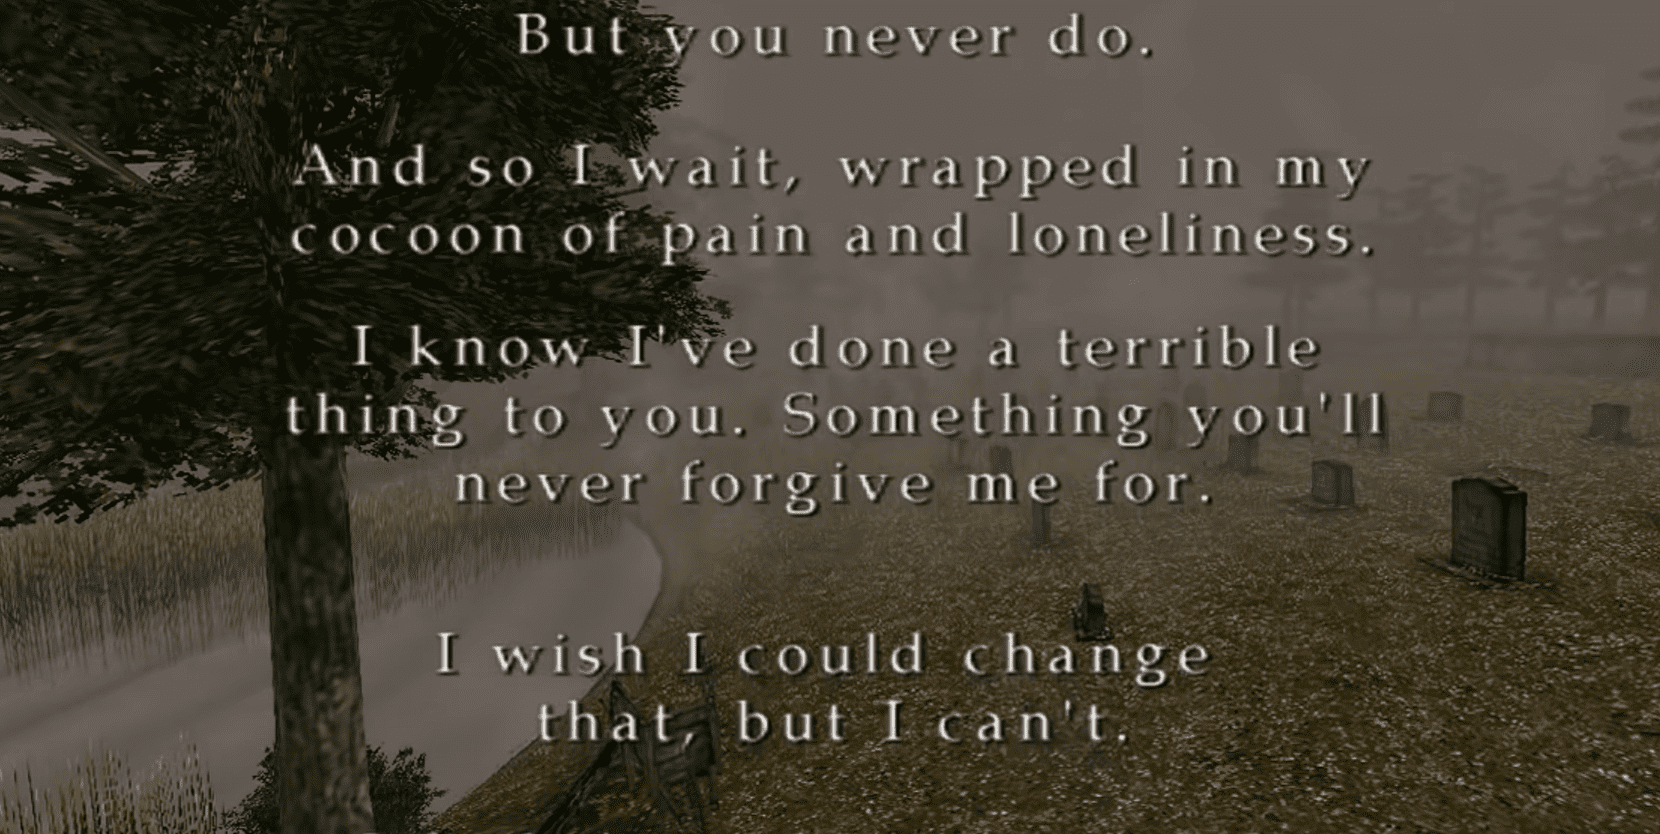 But you never do.
And so I wait, wrapped in my
cocoon of pain and loneliness.
I know I've done a terrible
thing to you. Something you'll
never forgive me for.
I wish I could change
that, but I can't.